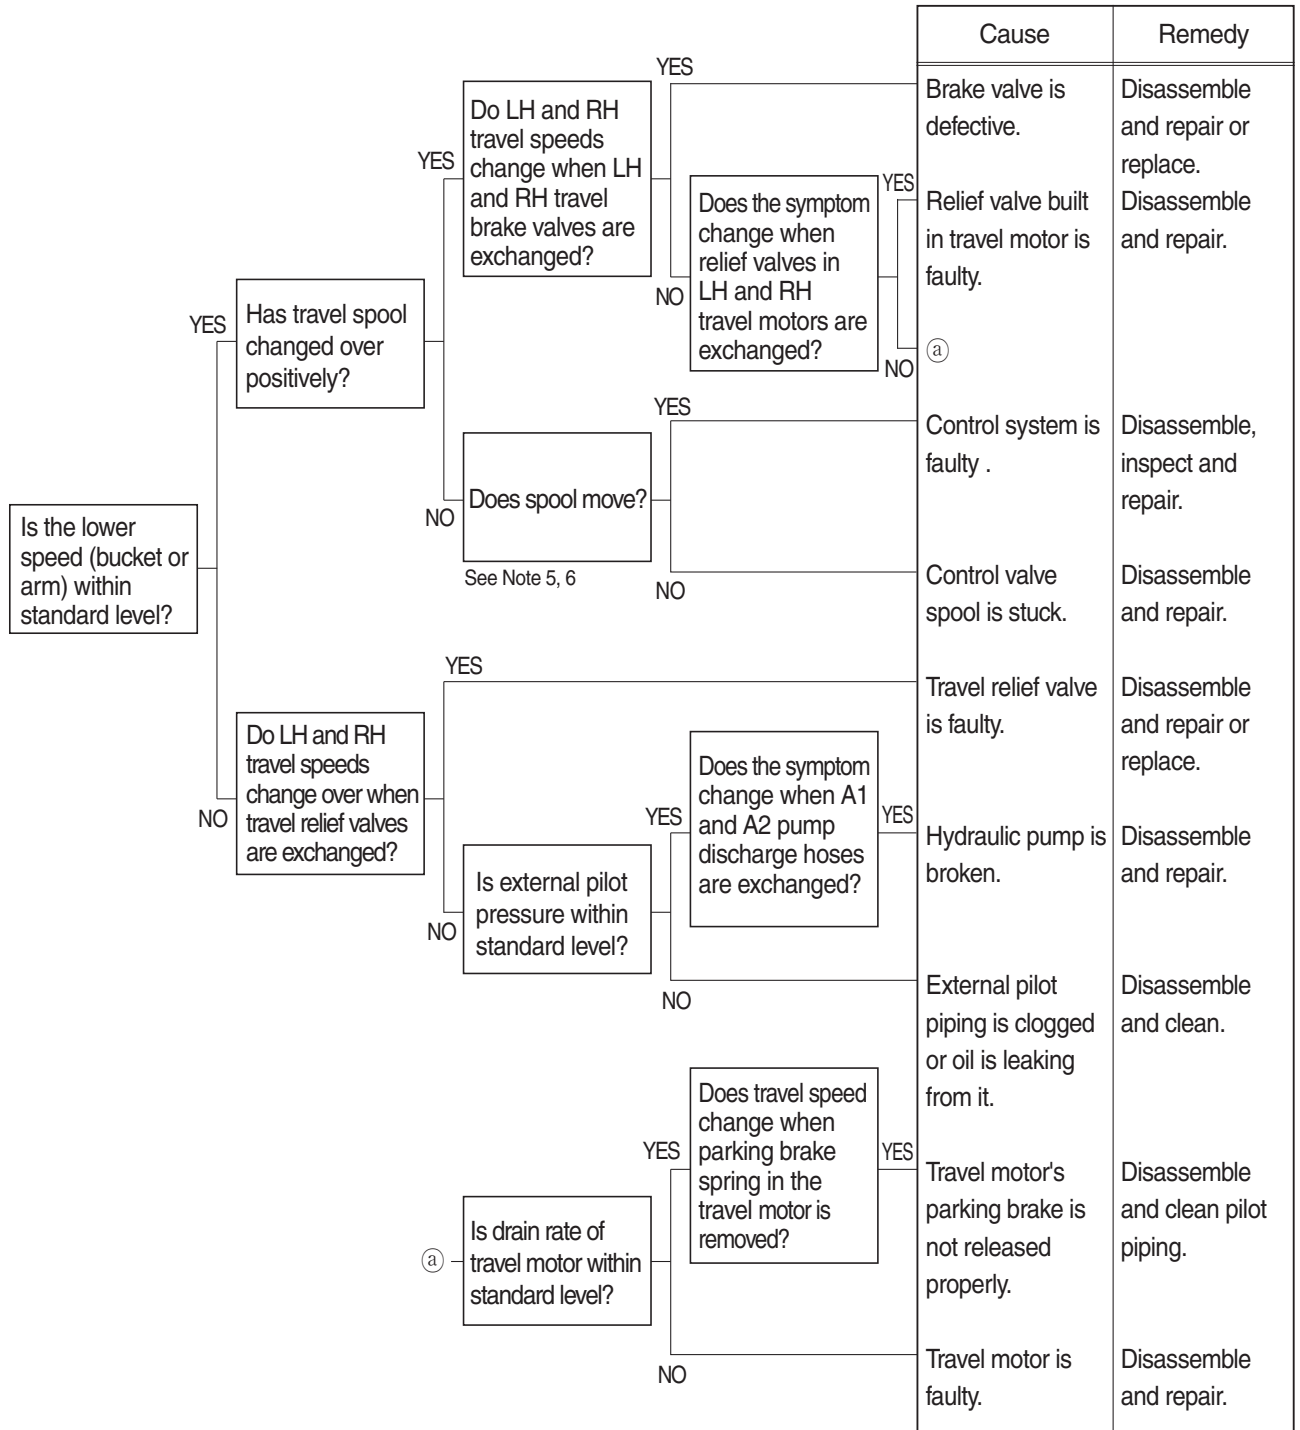 Cause
Remedy
YES
Do LH and RH
travel speeds
change when LH
and RH travel
brake valves are
exchanged?
Brake valve is
defective.
Disassemble
and repair or
replace.
YES
NO
Does the symptom
change when
relief valves in
LH and RH
travel motors are
exchanged?
YES
Relief valve built
in travel motor is
faulty.
Disassemble
and repair.
NO
ⓐ
YES
Has travel spool
changed over
positively?
NO
Does spool move?
See Note 5, 6
YES
Control system is
faulty .
Disassemble,
inspect and
repair.
NO
Control valve
spool is stuck.
Disassemble
and repair.
Is the lower
speed (bucket or
arm) within
standard level?
NO
Do LH and RH
travel speeds
change over when
travel relief valves
are exchanged?
YES
Travel relief valve
is faulty.
Disassemble
and repair or
replace.
NO
Is external pilot
pressure within
standard level?
YES
Does the symptom
change when A1
and A2 pump
discharge hoses
are exchanged?
YES
Hydraulic pump is
broken.
Disassemble
and repair.
NO
External pilot
piping is clogged
or oil is leaking
from it.
Disassemble
and clean.
ⓐ
Is drain rate of
travel motor within
standard level?
YES
Does travel speed
change when
parking brake
spring in the
travel motor is
removed?
YES
Travel motor's
parking brake is
not released
properly.
Disassemble
and clean pilot
piping.
NO
Travel motor is
faulty.
Disassemble
and repair.